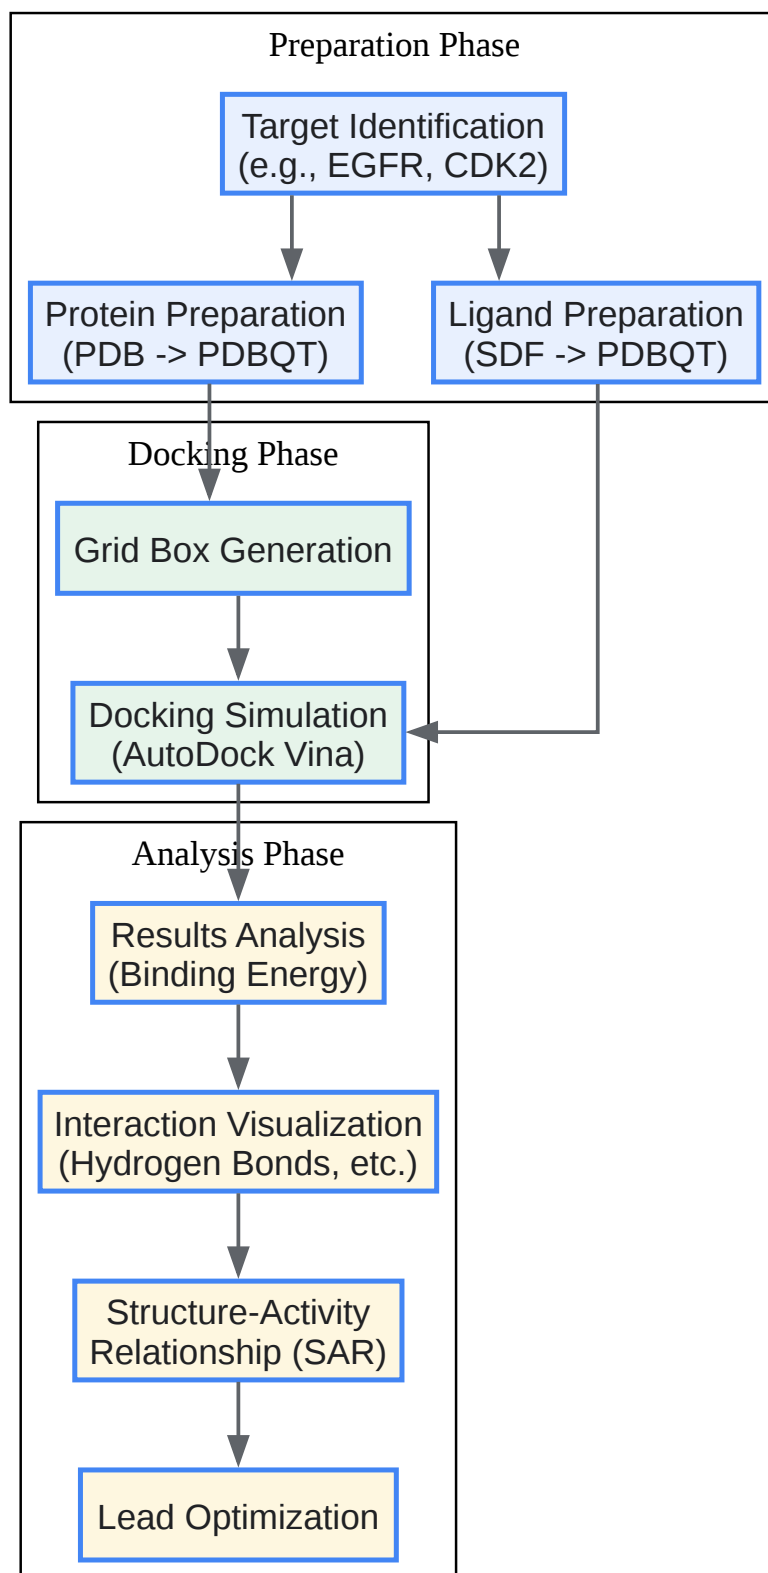 Preparation Phase
Target Identification
(e.g., EGFR, CDK2)
Protein Preparation
(PDB -> PDBQT)
Ligand Preparation
(SDF -> PDBQT)
Docking Phase
Grid Box Generation
Docking Simulation
(AutoDock Vina)
Analysis Phase
Results Analysis
(Binding Energy)
Interaction Visualization
(Hydrogen Bonds, etc.)
Structure-Activity
Relationship (SAR)
Lead Optimization